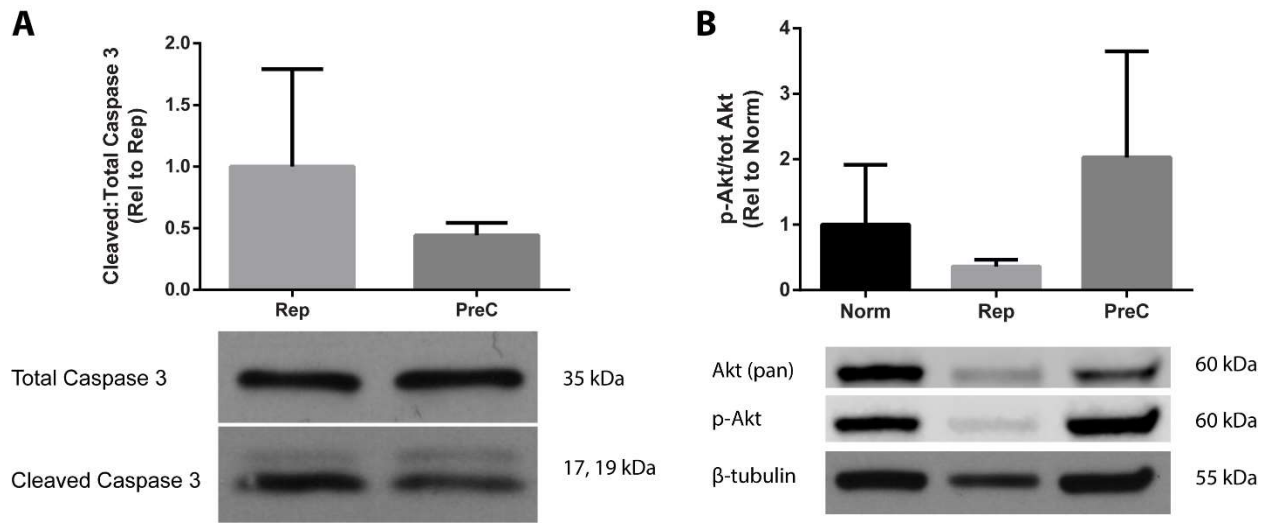 A
Cleaved:Total Caspase 3
(Rel to Rep)
2.0
1.5
1.0
0.5
0.0
Rep PreC
Total Caspase 3 35 kDa
Cleaved Caspase 3 17, 19 kDa
B
p-Akt/tot Akt
(Rel to Norm)
4
3
2
1
0
Norm Rep PreC
Akt (pan) 60 kDa
p-Akt 60 kDa
β-tubulin 55 kDa